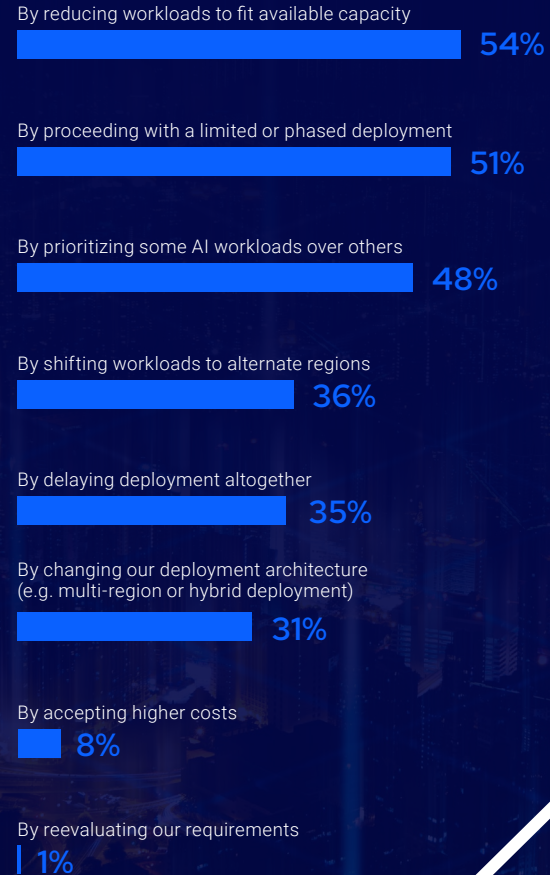 By reducing workloads to fit available capacity
54%
By proceeding with a limited or phased deployment
51%
By prioritizing some AI workloads over others
48%
By shifting workloads to alternate regions
36%
By delaying deployment altogether
35%
By changing our deployment architecture
(e.g. multi-region or hybrid deployment)
31%
By accepting higher costs
8%
By reevaluating our requirements
1%